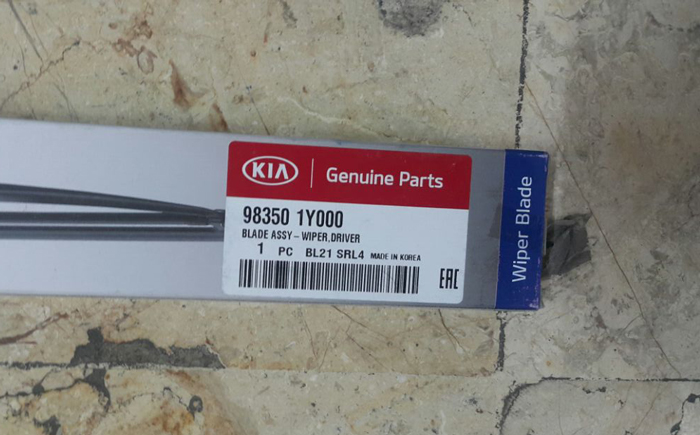 KIA Genuine Parts
98350 1Y000
BLADE ASSY-WIPER,DRIVER
1 PC BL21 SRL4 MADE IN KOREA
EAC
Wiper Blade